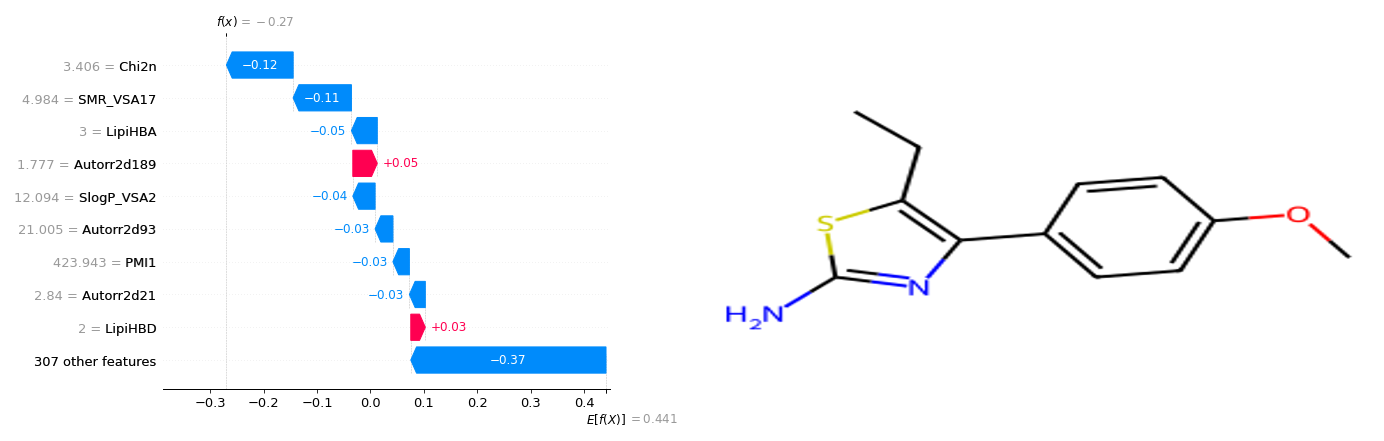 f(x) = −0.27
3.406 = Chi2n
−0.12
4.984 = SMR_VSA17
−0.11
3 = LipiHBA
−0.05
1.777 = Autorr2d189
+0.05
12.094 = SlogP_VSA2
−0.04
21.005 = Autorr2d93
−0.03
423.943 = PMI1
−0.03
2.84 = Autorr2d21
−0.03
2 = LipiHBD
+0.03
307 other features
−0.37
−0.3 −0.2 −0.1 0.0 0.1 0.2 0.3 0.4
E[f(X)] = 0.441
S
N
H2N
O